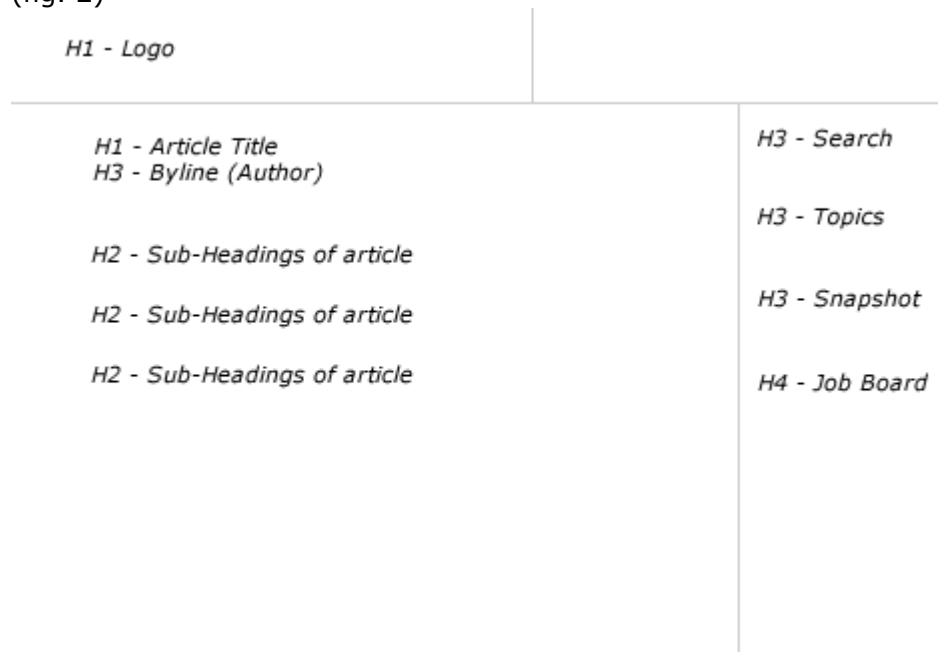 H1 - Logo
H1 - Article Title
H3 - Byline (Author)
H2 - Sub-Headings of article
H2 - Sub-Headings of article
H2 - Sub-Headings of article
H3 - Search
H3 - Topics
H3 - Snapshot
H4 - Job Board